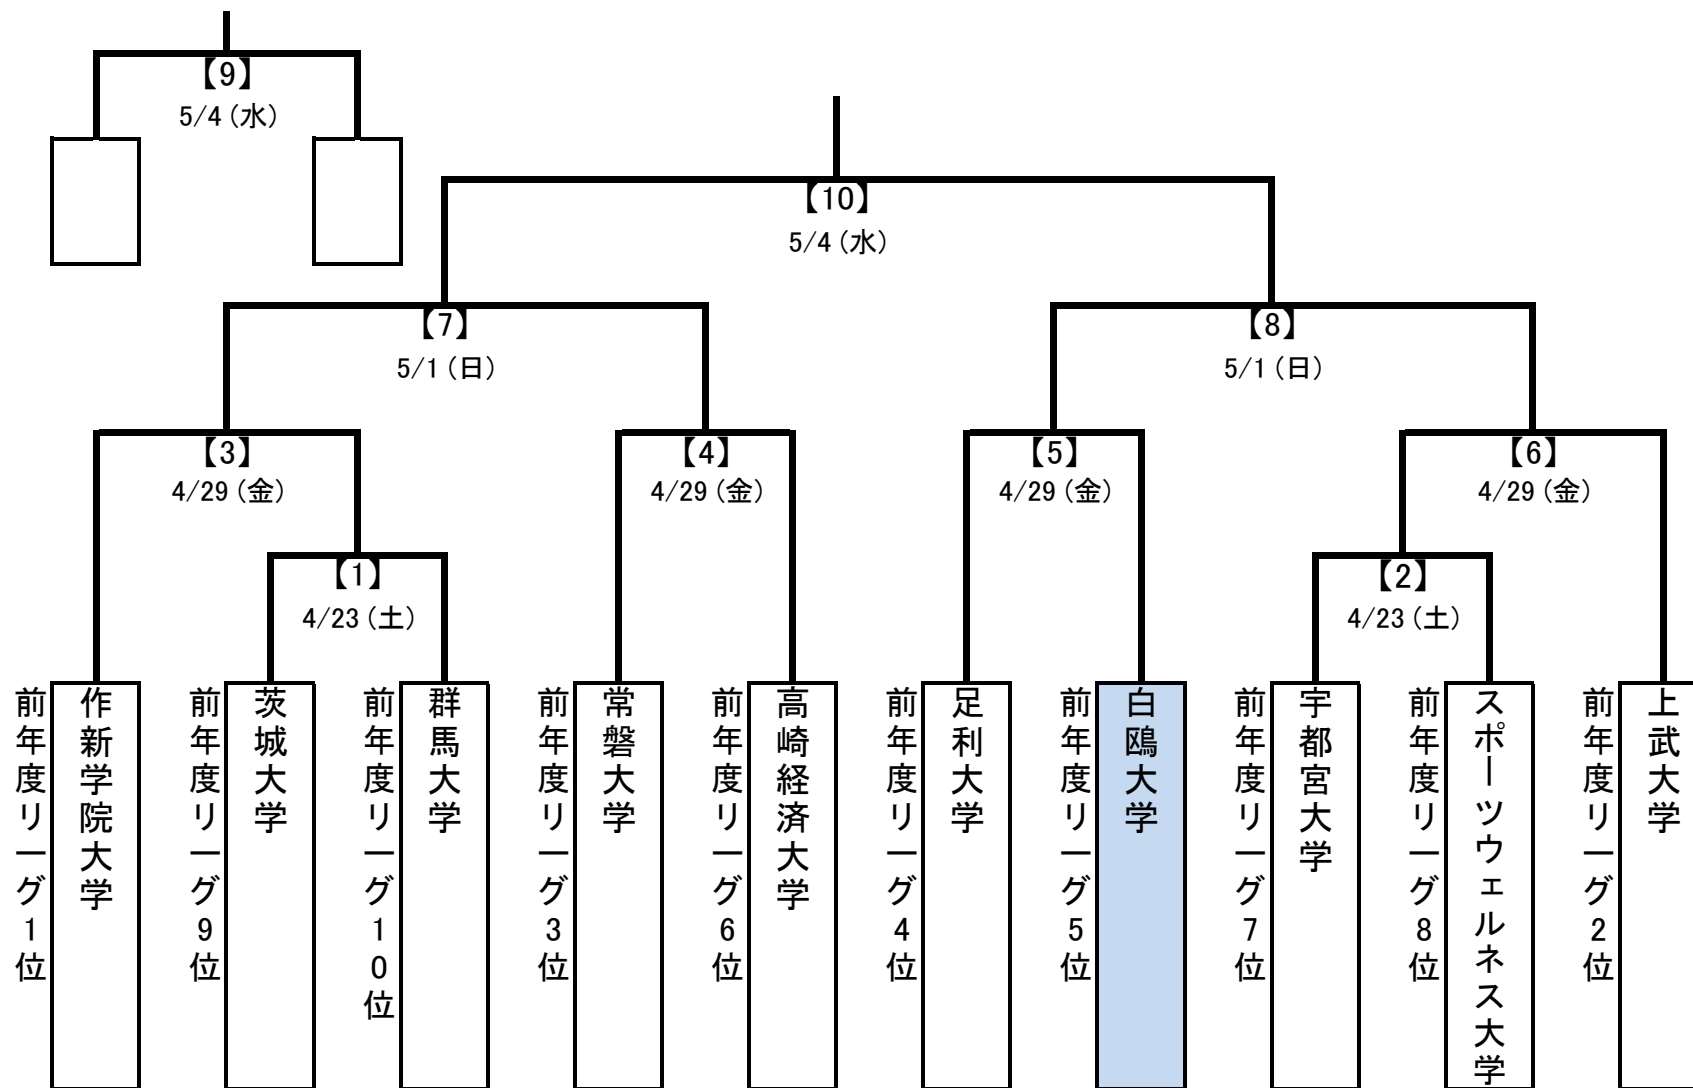 【9】
5/4(水)
【10】
5/4(水)
【7】
5/1(日)
【8】
5/1(日)
【3】
4/29(金)
【4】
4/29(金)
【5】
4/29(金)
【6】
4/29(金)
【1】
4/23(土)
【2】
4/23(土)
前年度リーグ1位
作新学院大学
前年度リーグ9位
茨城大学
前年度リーグ10位
群馬大学
前年度リーグ3位
常磐大学
前年度リーグ6位
高崎経済大学
前年度リーグ4位
足利大学
前年度リーグ5位
白鴎大学
前年度リーグ7位
宇都宮大学
前年度リーグ8位
スポーツウェルネス大学
前年度リーグ2位
上武大学